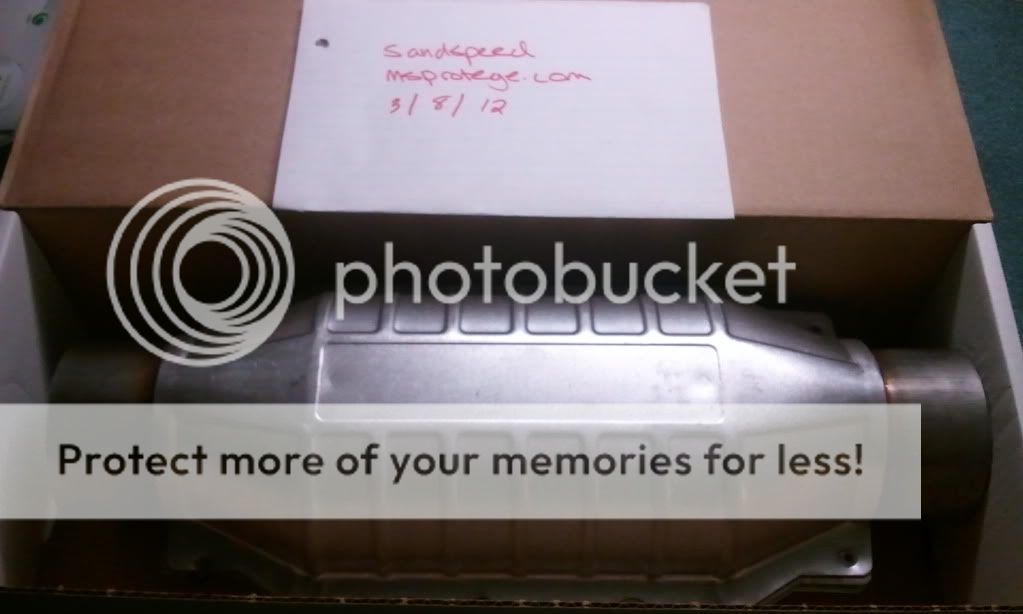 sandspeed
msprotege.com
3/8/12
photobucket
Protect more of your memories for less!